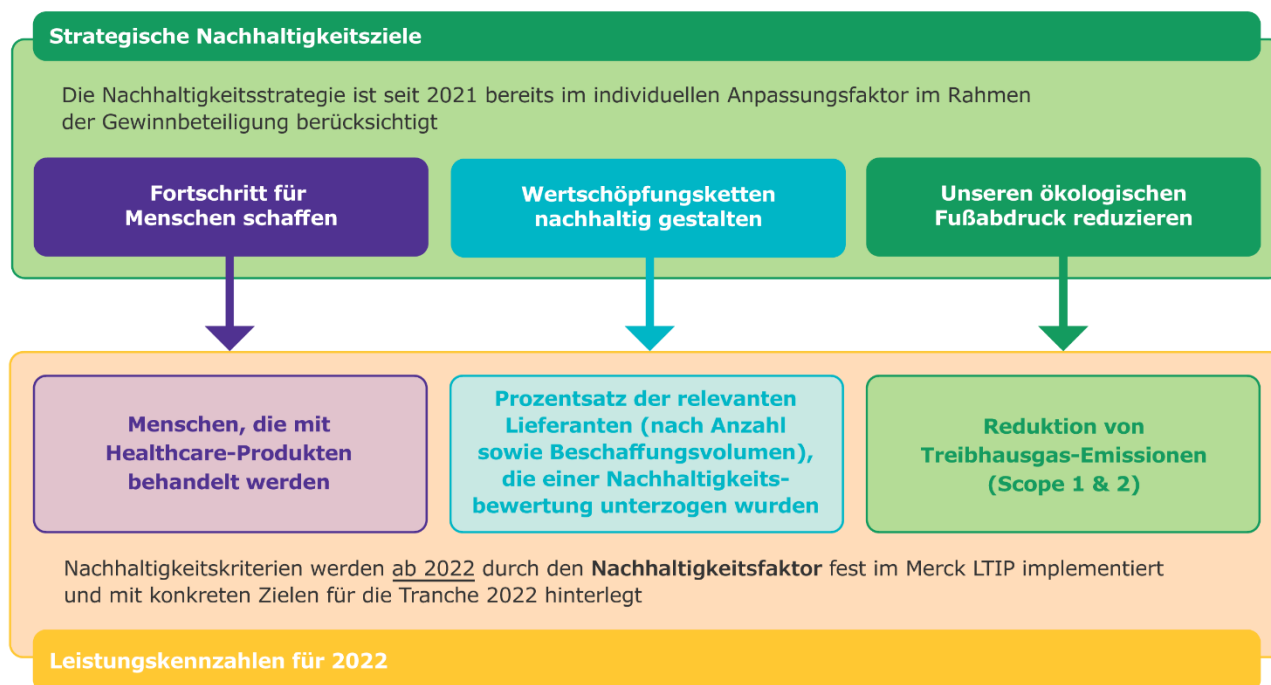 Strategische Nachhaltigkeitsziele
Die Nachhaltigkeitsstrategie ist seit 2021 bereits im individuellen Anpassungsfaktor im Rahmen
der Gewinnbeteiligung berücksichtigt
Fortschritt für
Menschen schaffen
Wertschöpfungsketten
nachhaltig gestalten
Unseren ökologischen
Fußabdruck reduzieren
Menschen, die mit
Healthcare-Produkten
behandelt werden
Prozentsatz der relevanten
Lieferanten (nach Anzahl
sowie Beschaffungsvolumen),
die einer Nachhaltigkeits-
bewertung unterzogen wurden
Reduktion von
Treibhausgas-Emissionen
(Scope 1 & 2)
Nachhaltigkeitskriterien werden ab 2022 durch den Nachhaltigkeitsfaktor fest im Merck LTIP implementiert
und mit konkreten Zielen für die Tranche 2022 hinterlegt
Leistungskennzahlen für 2022